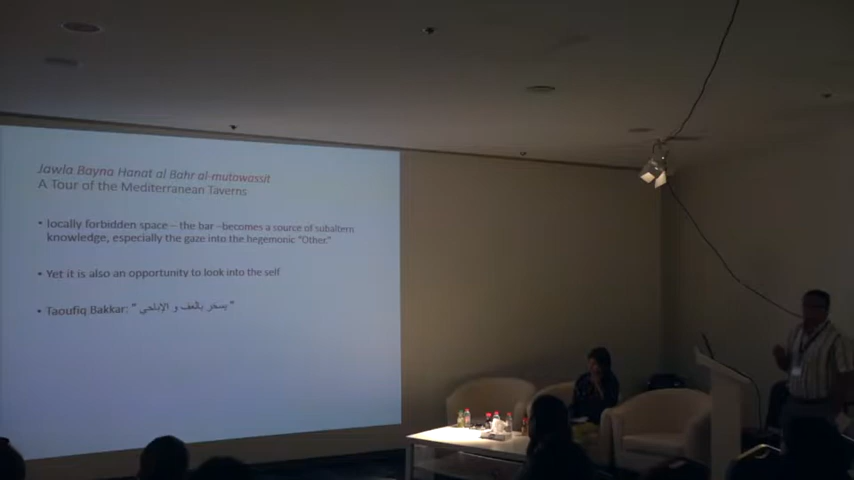 Jawla Bayna Hanat al Bahr al-mutawassit
A Tour of the Mediterranean Taverns
• locally forbidden space – the bar –becomes a source of subaltern
knowledge, especially the gaze into the hegemonic "Other."
• Yet it is also an opportunity to look into the self
• Taoufiq Bakkar: " يسخر و "